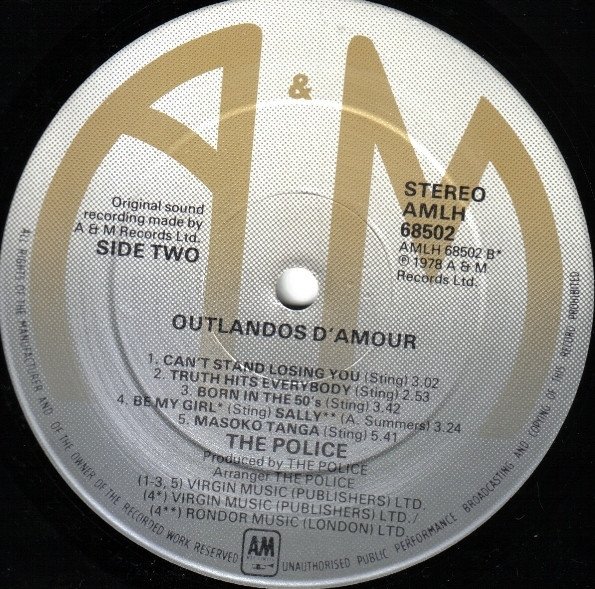 A & M
Original sound
recording made by
A & M Records Ltd.
SIDE TWO
STEREO
AMLH
68502
AMLH 68502 B*
℗ 1978 A & M
Records Ltd.
OUTLANDOS D'AMOUR
1. CAN'T STAND LOSING YOU (Sting) 3.02
2. TRUTH HITS EVERYBODY (Sting) 2.53
3. BORN IN THE 50's (Sting) 3.42
4. BE MY GIRL* (Sting) SALLY** (A. Summers) 3.24
5. MASOKO TANGA (Sting) 5.41
THE POLICE
Produced by THE POLICE
Arranger THE POLICE
(1-3, 5) VIRGIN MUSIC (PUBLISHERS) LTD.
(4*) VIRGIN MUSIC (PUBLISHERS) LTD./
(4**) RONDOR MUSIC (LONDON) LTD.
ALL RIGHTS OF THE MANUFACTURER AND OF THE OWNER OF THE RECORDED WORK RESERVED
AM
UNAUTHORISED PUBLIC PERFORMANCE BROADCASTING AND COPYING OF THIS RECORD PROHIBITED